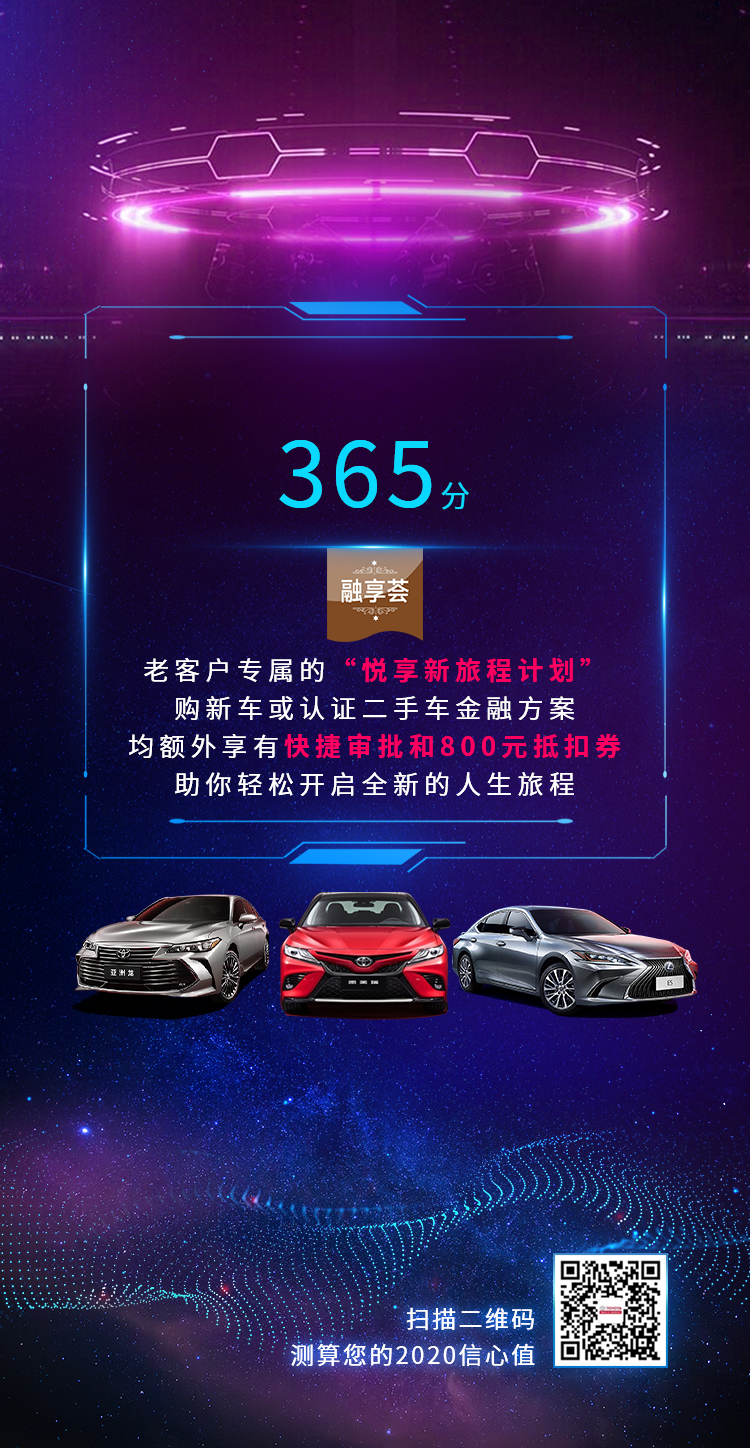 365分
融享荟
老客户专属的“悦享新旅程计划”
购新车或认证二手车金融方案
均额外享有快捷审批和800元抵扣券
助你轻松开启全新的人生旅程
亚洲龙
ES
扫描二维码
测算您的2020信心值